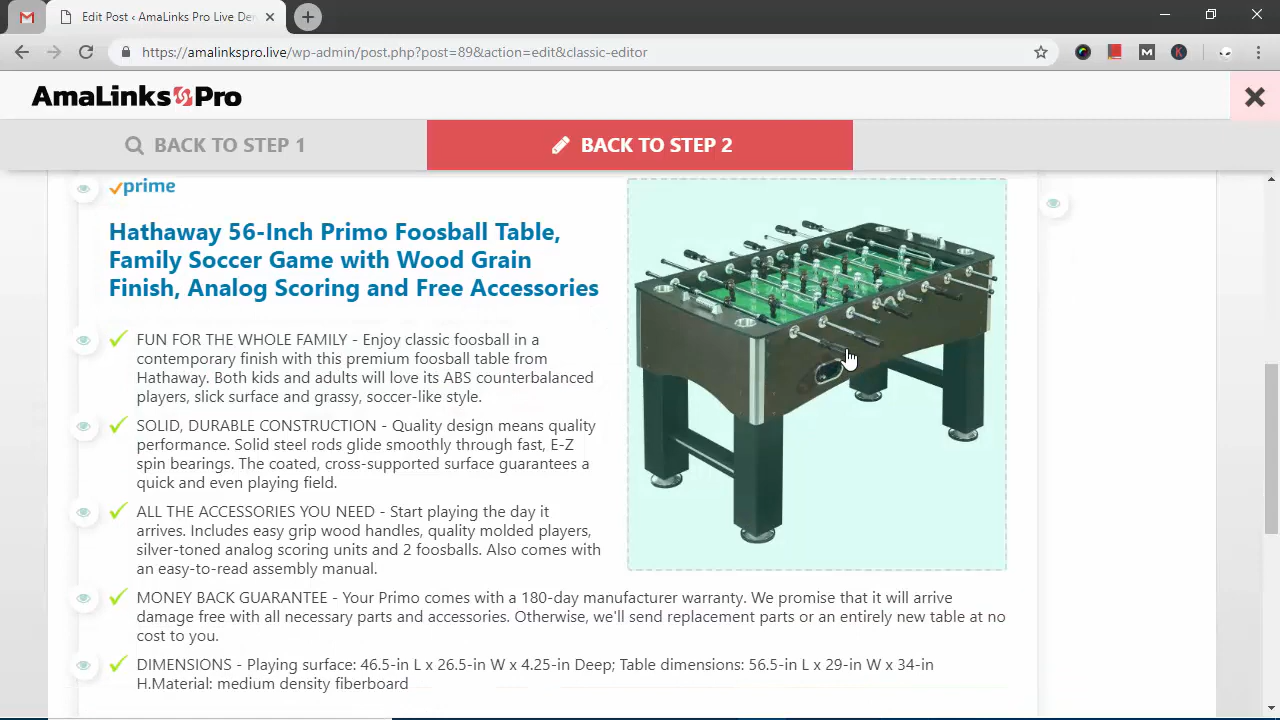 Edit Post ‹ AmaLinks Pro Live De
https://amalinkspro.live/wp-admin/post.php?post=89&action=edit&classic-editor
AmaLinks Pro
BACK TO STEP 1
BACK TO STEP 2
prime
Hathaway 56-Inch Primo Foosball Table,
Family Soccer Game with Wood Grain
Finish, Analog Scoring and Free Accessories
FUN FOR THE WHOLE FAMILY - Enjoy classic foosball in a
contemporary finish with this premium foosball table from
Hathaway. Both kids and adults will love its ABS counterbalanced
players, slick surface and grassy, soccer-like style.
SOLID, DURABLE CONSTRUCTION - Quality design means quality
performance. Solid steel rods glide smoothly through fast, E-Z
spin bearings. The coated, cross-supported surface guarantees a
quick and even playing field.
ALL THE ACCESSORIES YOU NEED - Start playing the day it
arrives. Includes easy grip wood handles, quality molded players,
silver-toned analog scoring units and 2 foosballs. Also comes with
an easy-to-read assembly manual.
MONEY BACK GUARANTEE - Your Primo comes with a 180-day manufacturer warranty. We promise that it will arrive
damage free with all necessary parts and accessories. Otherwise, we'll send replacement parts or an entirely new table at no
cost to you.
DIMENSIONS - Playing surface: 46.5-in L x 26.5-in W x 4.25-in Deep; Table dimensions: 56.5-in L x 29-in W x 34-in
H.Material: medium density fiberboard